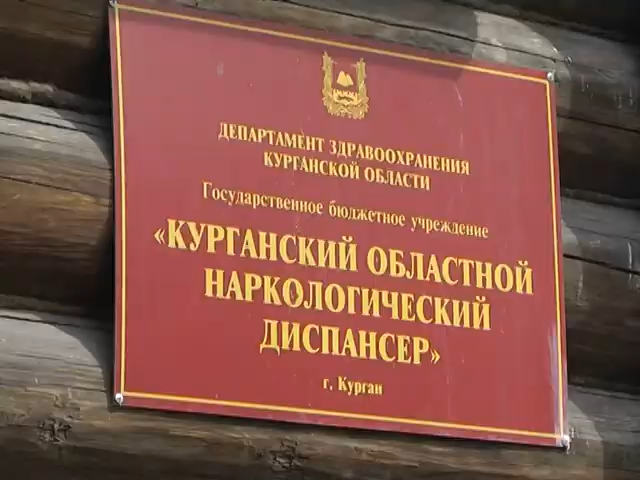 ДЕПАРТАМЕНТ ЗДРАВООХРАНЕНИЯ
КУРГАНСКОЙ ОБЛАСТИ
Государственное бюджетное учреждение
«КУРГАНСКИЙ ОБЛАСТНОЙ
НАРКОЛОГИЧЕСКИЙ
ДИСПАНСЕР»
г. Курган